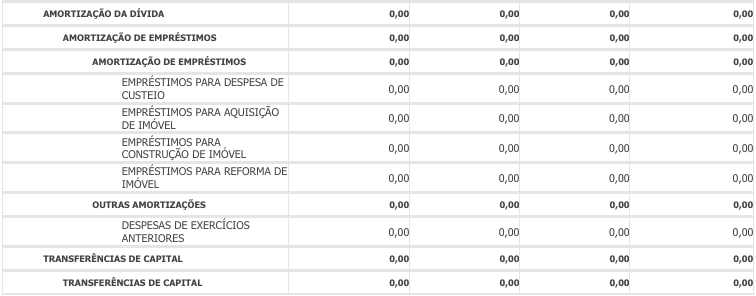 AMORTIZAÇÃO DA DÍVIDA 0,00 0,00 0,00 0,00
AMORTIZAÇÃO DE EMPRÉSTIMOS 0,00 0,00 0,00 0,00
AMORTIZAÇÃO DE EMPRÉSTIMOS 0,00 0,00 0,00 0,00
EMPRÉSTIMOS PARA DESPESA DE
CUSTEIO 0,00 0,00 0,00 0,00
EMPRÉSTIMOS PARA AQUISIÇÃO
DE IMÓVEL 0,00 0,00 0,00 0,00
EMPRÉSTIMOS PARA
CONSTRUÇÃO DE IMÓVEL 0,00 0,00 0,00 0,00
EMPRÉSTIMOS PARA REFORMA DE
IMÓVEL 0,00 0,00 0,00 0,00
OUTRAS AMORTIZAÇÕES 0,00 0,00 0,00 0,00
DESPESAS DE EXERCÍCIOS
ANTERIORES 0,00 0,00 0,00 0,00
TRANSFERÊNCIAS DE CAPITAL 0,00 0,00 0,00 0,00
TRANSFERÊNCIAS DE CAPITAL 0,00 0,00 0,00 0,00